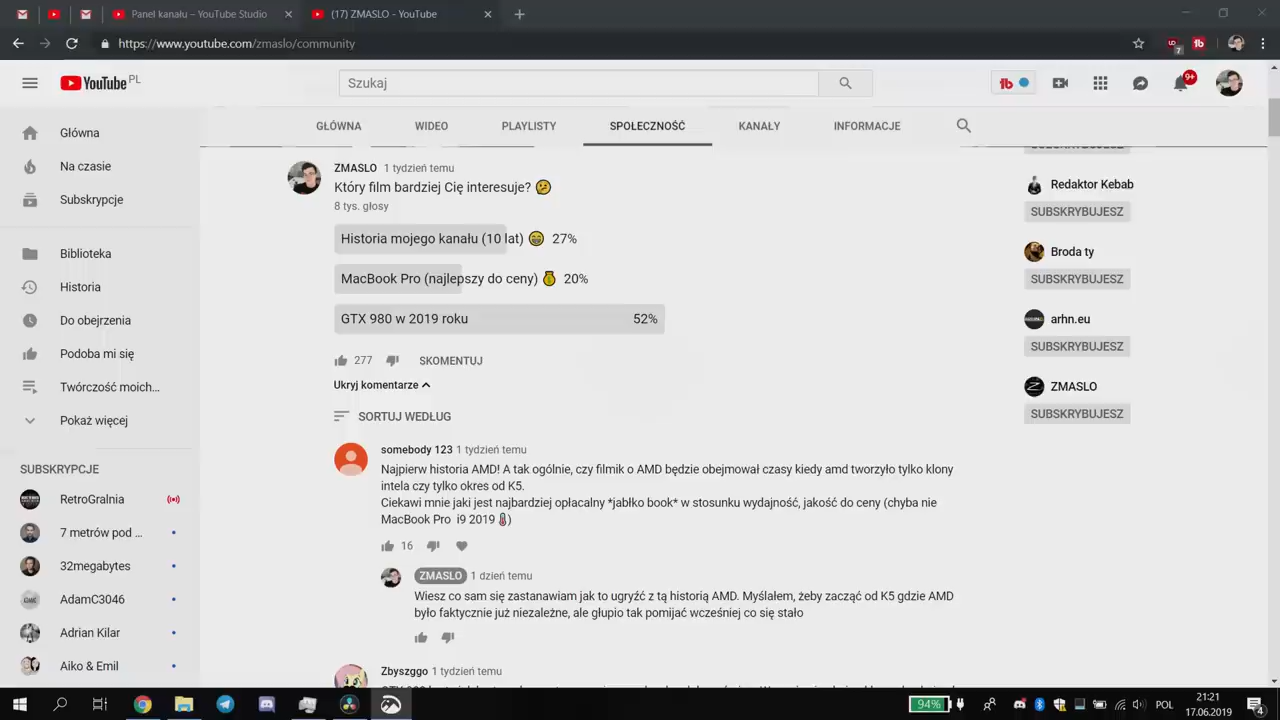 Panel kanału - YouTube Studio
(17) ZMASLO - YouTube
https://www.youtube.com/zmaslo/community
7
YouTube PL
Szukaj
9+
GŁÓWNA
WIDEO
PLAYLISTY
SPOŁECZNOŚĆ
KANAŁY
INFORMACJE
Główna
Na czasie
Subskrypcje
Biblioteka
Historia
Do obejrzenia
Podoba mi się
Twórczość moich…
Pokaż więcej
SUBSKRYPCJE
RetroGralnia
7 metrów pod ...
32megabytes
AdamC3046
Adrian Kilar
Aiko & Emil
ZMASLO 1 tydzień temu
Który film bardziej Cię interesuje?
8 tys. głosy
Historia mojego kanału (10 lat) 27%
MacBook Pro (najlepszy do ceny) 20%
GTX 980 w 2019 roku 52%
277 SKOMENTUJ
Ukryj komentarze
SORTUJ WEDŁUG
somebody 123 1 tydzień temu
Najpierw historia AMD! A tak ogólnie, czy filmik o AMD będzie obejmował czasy kiedy amd tworzyło tylko klony
intela czy tylko okres od K5.
Ciekawi mnie jaki jest najbardziej opłacalny *jabłko book* w stosunku wydajność, jakość do ceny (chyba nie
MacBook Pro i9 2019)
16
ZMASLO 1 dzień temu
Wiesz co sam się zastanawiam jak to ugryźć z tą historią AMD. Myślałem, żeby zacząć od K5 gdzie AMD
było faktycznie już niezależne, ale głupio tak pomijać wcześniej co się stało
Zbyszggo 1 tydzień temu
Redaktor Kebab
SUBSKRYBUJESZ
Broda ty
SUBSKRYBUJESZ
arhn.eu
SUBSKRYBUJESZ
ZMASLO
SUBSKRYBUJESZ
94%
POL
21:21
17.06.2019
4